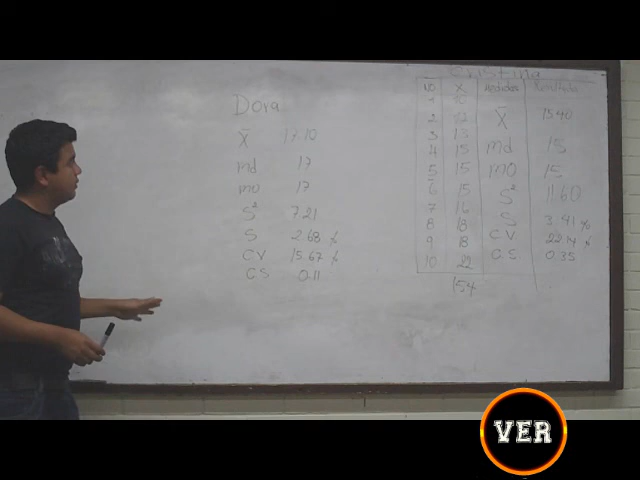 Dora
x̄ 17.10
md 17
mo 17
S² 7.21
S 2.68 %
CV 15.67 %
CS 0.11
Cristina
NO X Medidas Resultado
1 10
2 12 x̄ 15.40
3 13
4 15 md 15
5 15 mo 15
6 15 S² 11.60
7 16
8 18 S 3.41 %
9 18 CV 22.14 %
10 22 CS 0.35
154
VER